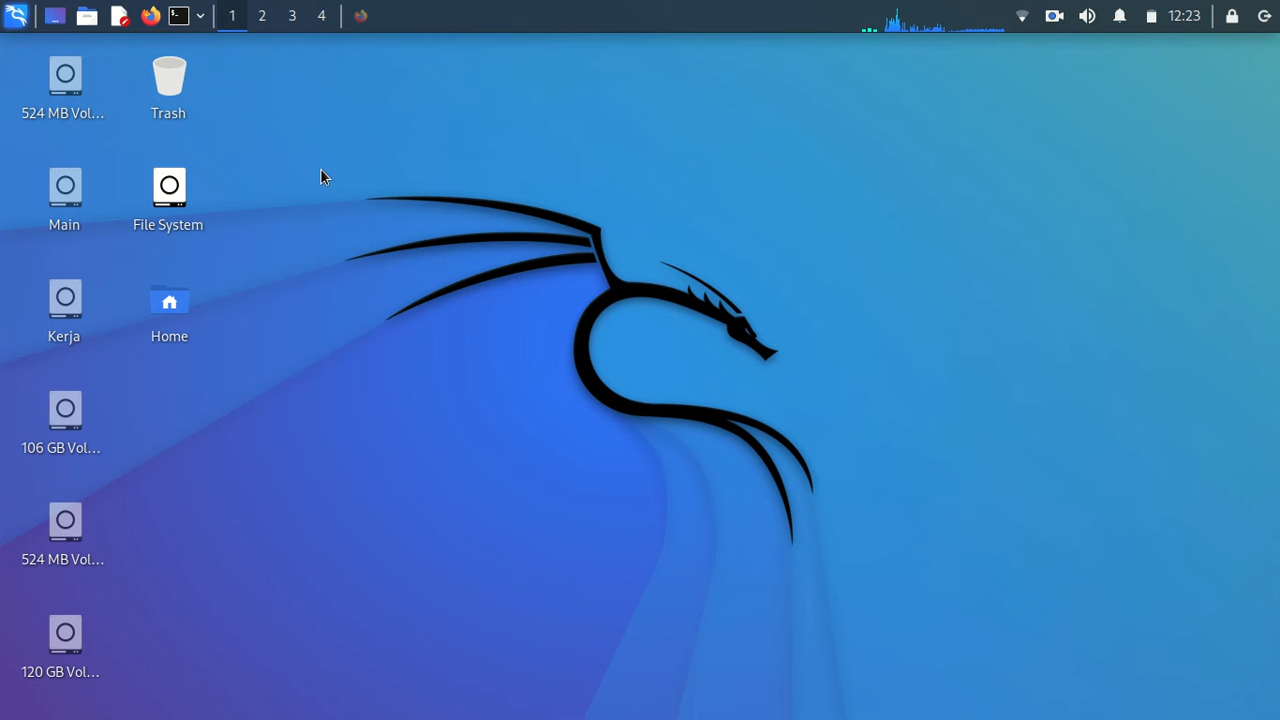 1 2 3 4 12:23
524 MB Vol... Trash
Main File System
Kerja Home
106 GB Vol...
524 MB Vol...
120 GB Vol...